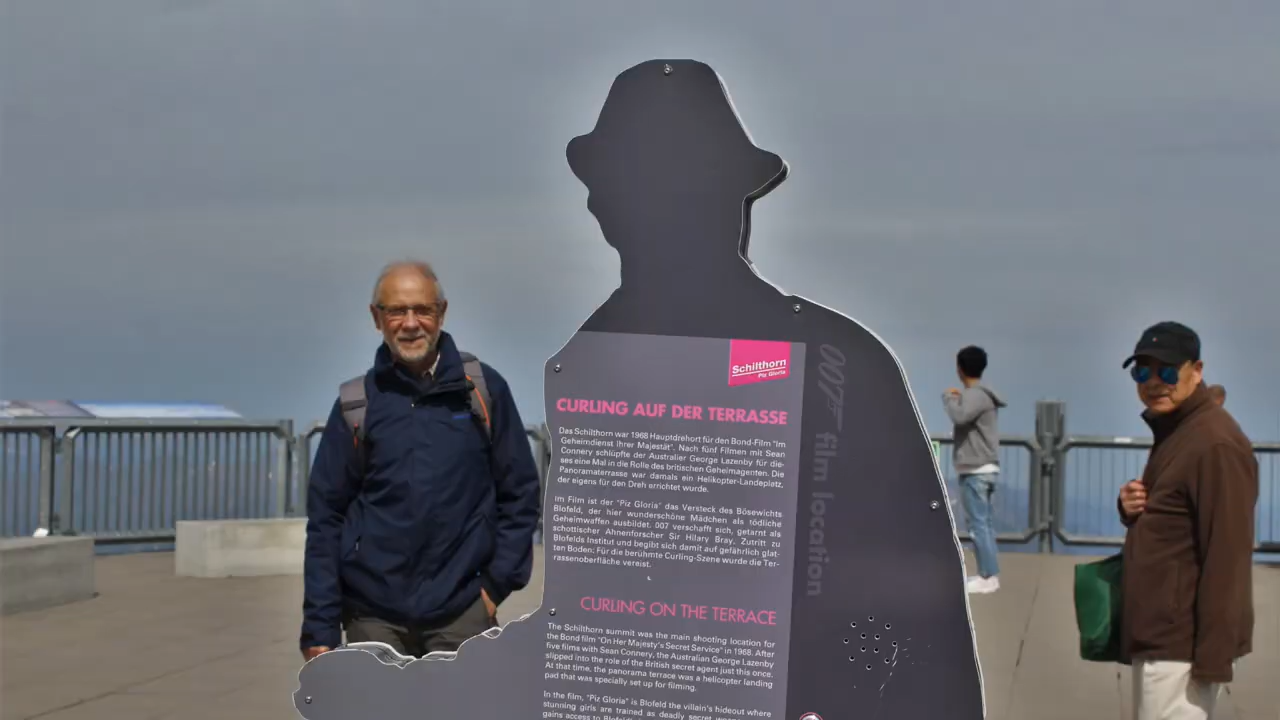 Schilthorn
Piz Gloria
007 film location
CURLING AUF DER TERRASSE
Das Schilthorn war 1968 Hauptdrehort für den Bond-Film "Im
Geheimdienst Ihrer Majestät". Nach fünf Filmen mit Sean
Connery schlüpfte der Australier George Lazenby für die-
ses eine Mal in die Rolle des britischen Geheimagenten. Die
Panoramaterrasse war damals ein Helikopter-Landeplatz,
der eigens für den Dreh errichtet wurde.
Im Film ist der "Piz Gloria" das Versteck des Bösewichts
Blofeld, der hier wunderschöne Mädchen als tödliche
Geheimwaffen ausbildet. 007 verschafft sich, getarnt als
schottischer Ahnenforscher Sir Hilary Bray, Zutritt zu
Blofelds Institut und begibt sich damit auf gefährlich glat-
ten Boden: Für die berühmte Curling-Szene wurde die Ter-
rassenoberfläche vereist.
CURLING ON THE TERRACE
The Schilthorn summit was the main shooting location for
the Bond film "On Her Majesty's Secret Service" in 1968. After
five films with Sean Connery, the Australian George Lazenby
slipped into the role of the British secret agent just this once.
At that time, the panorama terrace was a helicopter landing
pad that was specially set up for filming.
In the film, "Piz Gloria" is Blofeld the villain's hideout where
stunning girls are trained as deadly secret
gains access to